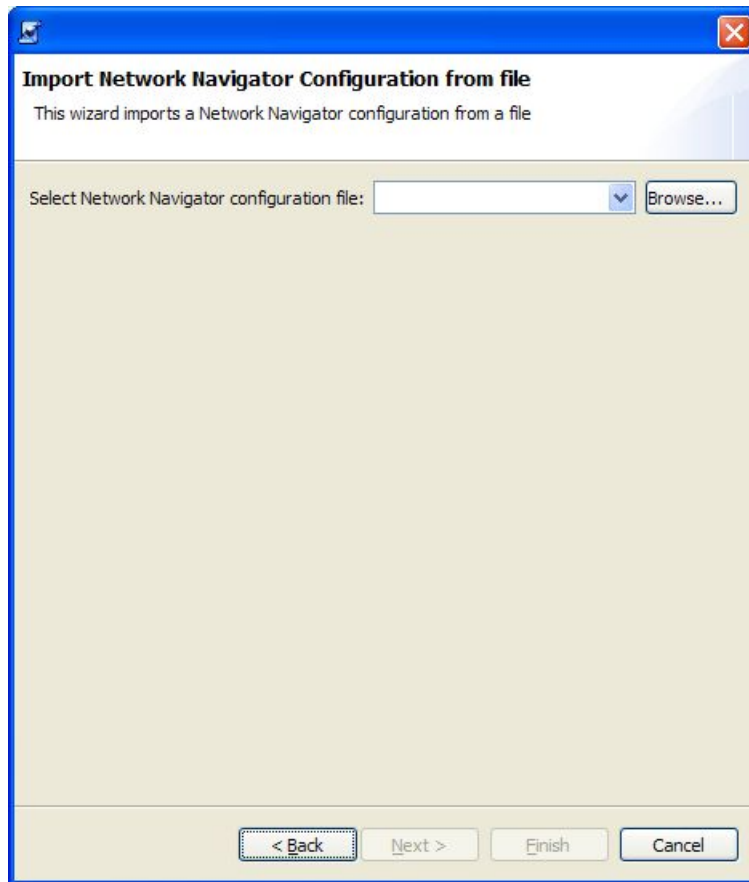 Import Network Navigator Configuration from file
This wizard imports a Network Navigator configuration from a file
Select Network Navigator configuration file: Browse...
< Back Next > Finish Cancel